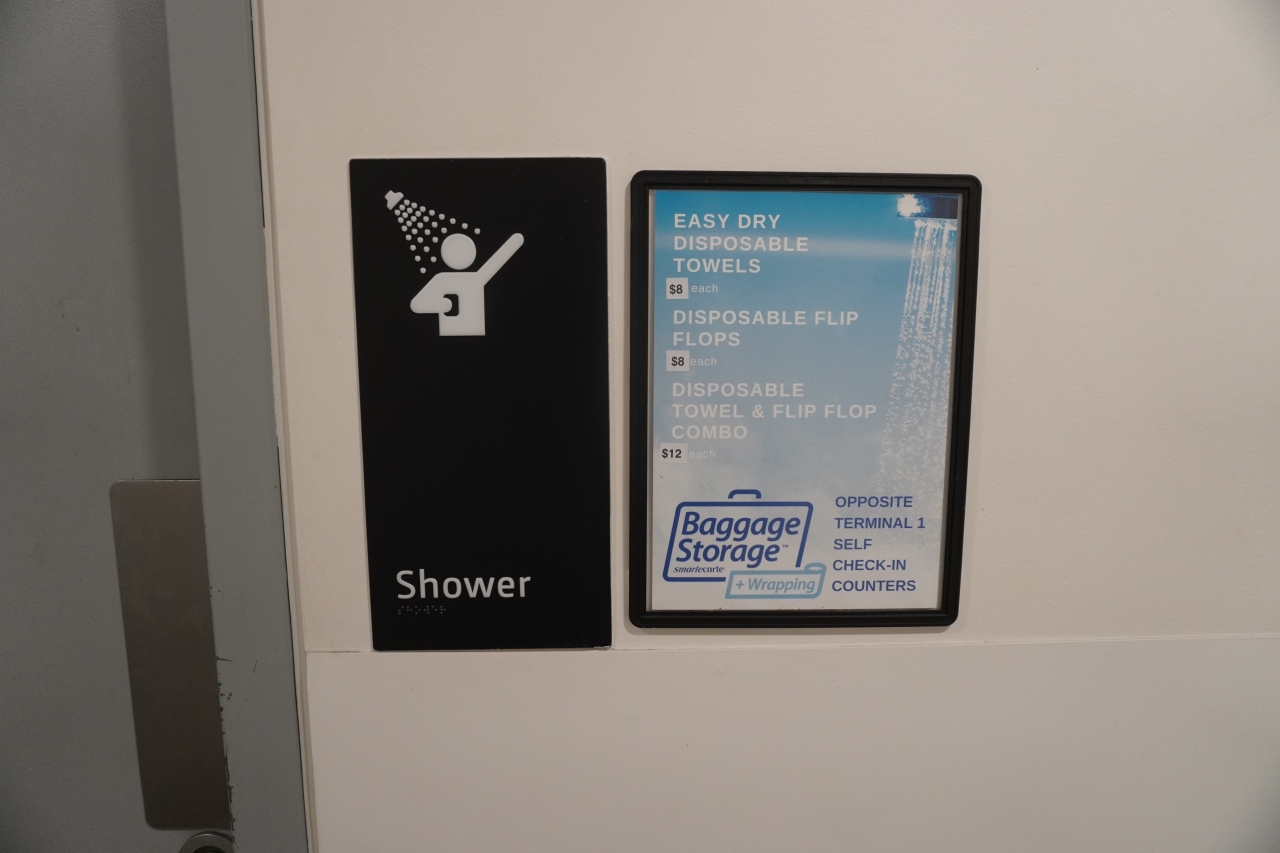 Shower
EASY DRY
DISPOSABLE
TOWELS
$8 each
DISPOSABLE FLIP
FLOPS
$8 each
DISPOSABLE
TOWEL & FLIP FLOP
COMBO
$12 each
Baggage
Storage™
smartecarte
+ Wrapping
OPPOSITE
TERMINAL 1
SELF
CHECK-IN
COUNTERS